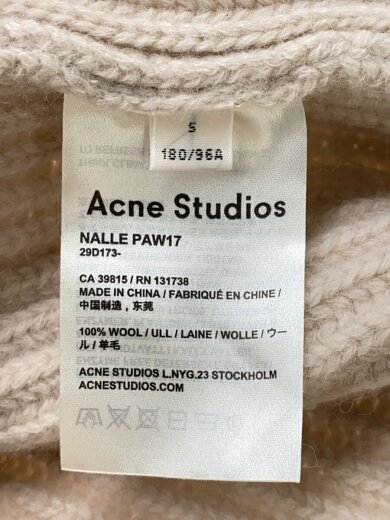 S
180/96A
Acne Studios
NALLE PAW17
29D173-
CA 39815 / RN 131738
MADE IN CHINA / FABRIQUÉ EN CHINE /
中国制造，东莞
100% WOOL / ULL / LAINE / WOLLE / ウー
ル / 羊毛
ACNE STUDIOS L.NYG.23 STOCKHOLM
ACNESTUDIOS.COM